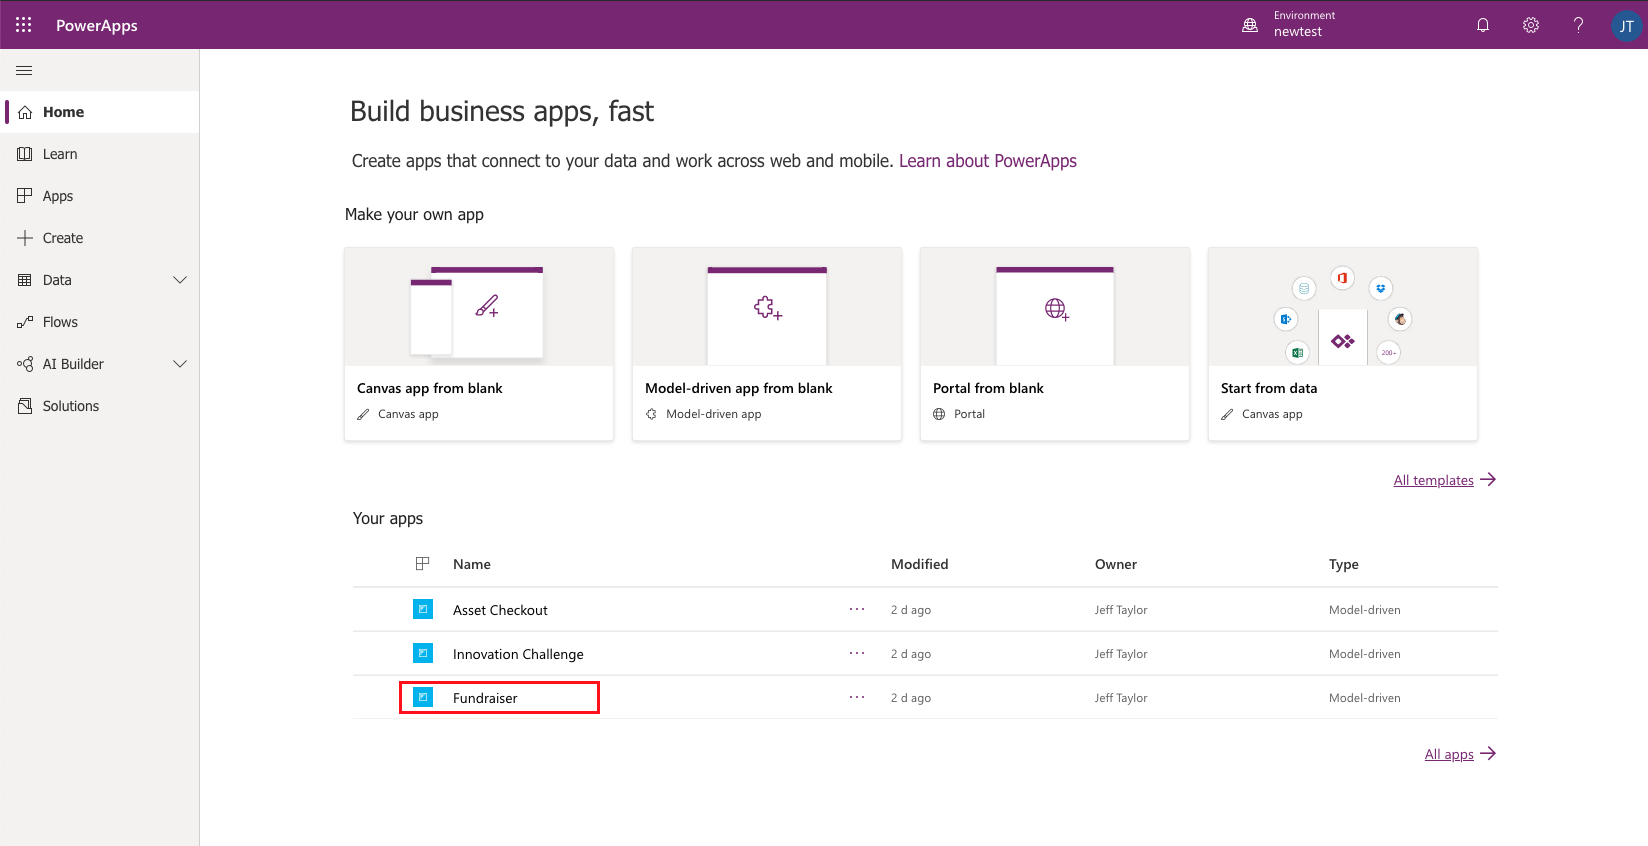 PowerApps
Environment
newtest
JT
Home
Learn
Apps
Create
Data
Flows
AI Builder
Solutions
Build business apps, fast
Create apps that connect to your data and work across web and mobile. Learn about PowerApps
Make your own app
200+
Canvas app from blank
Canvas app
Model-driven app from blank
Model-driven app
Portal from blank
Portal
Start from data
Canvas app
All templates
Your apps
Name Modified Owner Type
Asset Checkout ... 2 d ago Jeff Taylor Model-driven
Innovation Challenge ... 2 d ago Jeff Taylor Model-driven
Fundraiser ... 2 d ago Jeff Taylor Model-driven
All apps